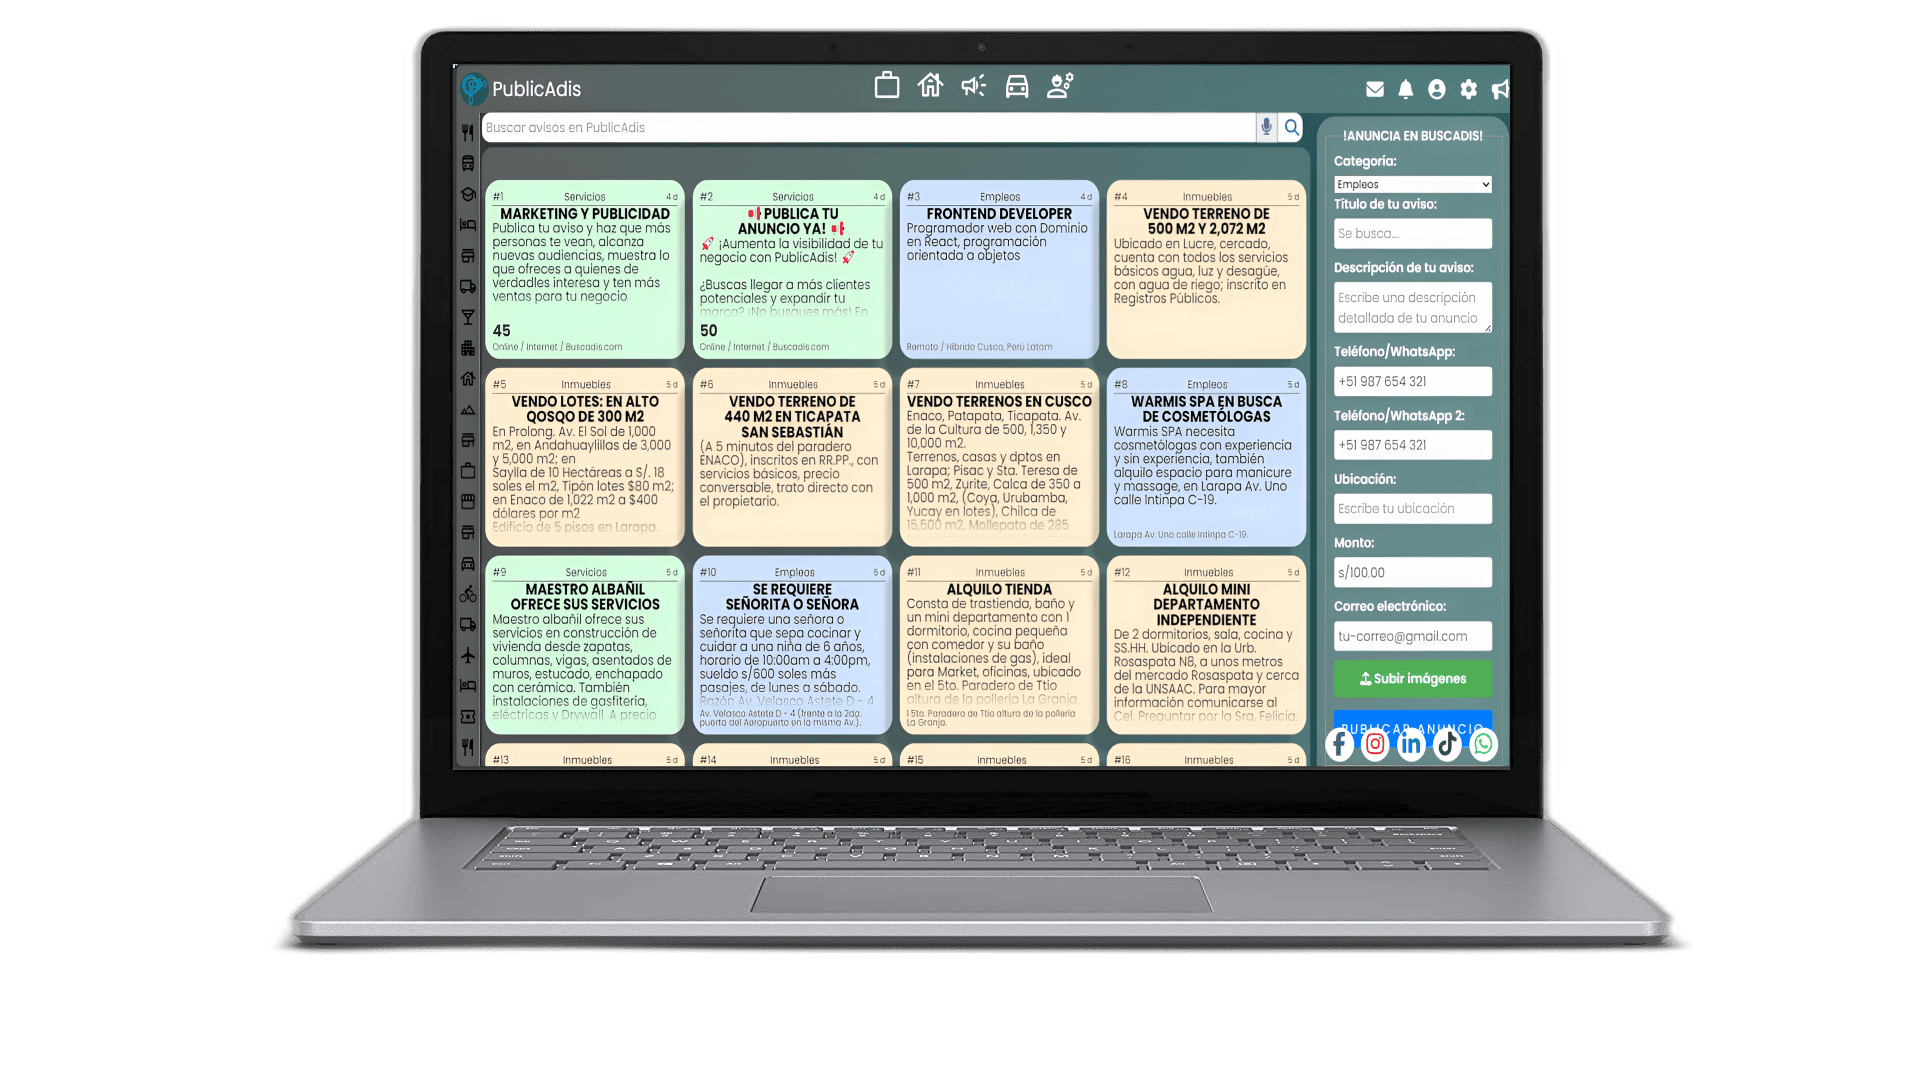 PublicAdis
Buscar avisos en PublicAdis
#1 Servicios 4 d
MARKETING Y PUBLICIDAD
Publica tu aviso y haz que más
personas te vean, alcanza
nuevas audiencias, muestra lo
que ofreces a quienes de
verdades interesa y ten más
ventas para tu negocio
45
Online / Internet / Buscadis.com
#2 Servicios 4 d
PUBLICA TU
ANUNCIO YA!
🚀 ¡Aumenta la visibilidad de tu
negocio con PublicAdis! 🚀
¿Buscas llegar a más clientes
potenciales y expandir tu
marca? ¡No busques más! En
50
Online / Internet / Buscadis.com
#3 Empleos 4 d
FRONTEND DEVELOPER
Programador web con Dominio
en React, programación
orientada a objetos
Remoto / Híbrido Cusco, Perú Latam
#4 Inmuebles 5 d
VENDO TERRENO DE
500 M2 Y 2,072 M2
Ubicado en Lucre, cercado,
cuenta con todos los servicios
básicos agua, luz y desagüe,
con agua de riego; inscrito en
Registros Públicos.
#5 Inmuebles 5 d
VENDO LOTES: EN ALTO
QOSQO DE 300 M2
En Prolong. Av. El Sol de 1,000
m2, en Andahuaylillas de 3,000
y 5,000 m2; en
Saylla de 10 Hectáreas a S/. 18
soles el m2, Tipón lotes $80 m2;
en Enaco de 1,022 m2 a $400
dólares por m2
Edificio de 5 pisos en Larapa.
#6 Inmuebles 5 d
VENDO TERRENO DE
440 M2 EN TICAPATA
SAN SEBASTIÁN
(A 5 minutos del paradero
ENACO), inscritos en RR.PP., con
servicios básicos, precio
conversable, trato directo con
el propietario.
#7 Inmuebles 5 d
VENDO TERRENOS EN CUSCO
Enaco, Patapata, Ticapata. Av.
de la Cultura de 500, 1,350 y
10,000 m2.
Terrenos, casas y dptos en
Larapa; Pisac y Sta. Teresa de
500 m2, Zurite, Calca de 350 a
1,000 m2, (Coya, Urubamba,
Yucay en lotes), Chilca de
15,500 m2, Mollepata de 285
#8 Empleos 5 d
WARMIS SPA EN BUSCA
DE COSMETÓLOGAS
Warmis SPA necesita
cosmetólogas con experiencia
y sin experiencia, también
alquilo espacio para manicure
y massage, en Larapa Av. Uno
calle Intinpa C-19.
Larapa Av. Uno calle Intinpa C-19.
#9 Servicios 5 d
MAESTRO ALBAÑIL
OFRECE SUS SERVICIOS
Maestro albañil ofrece sus
servicios en construcción de
vivienda desde zapatas,
columnas, vigas, asentados de
muros, estucado, enchapado
con cerámica. También
instalaciones de gasfitería,
eléctricas y Drywall. A precio
#10 Empleos 5 d
SE REQUIERE
SEÑORITA O SEÑORA
Se requiere una señora o
señorita que sepa cocinar y
cuidar a una niña de 6 años,
horario de 10:00am a 4:00pm,
sueldo s/600 soles más
pasajes, de lunes a sábado.
Razón Av. Velasco Astete D - 4
Av. Velasco Astete D - 4 (frente a la 2da.
puerta del Aeropuerto en la misma Av.).
#11 Inmuebles 5 d
ALQUILO TIENDA
Consta de trastienda, baño y
un mini departamento con 1
dormitorio, cocina pequeña
con comedor y su baño
(instalaciones de gas), ideal
para Market, oficinas, ubicado
en el 5to. Paradero de Ttio
altura de la pollería La Granja.
l 5to. Paradero de Ttio altura de la pollería
La Granja.
#12 Inmuebles 5 d
ALQUILO MINI
DEPARTAMENTO
INDEPENDIENTE
De 2 dormitorios, sala, cocina y
SS.HH. Ubicado en la Urb.
Rosaspata N8, a unos metros
del mercado Rosaspata y cerca
de la UNSAAC. Para mayor
información comunicarse al
Cel. Preguntar por la Sra. Felicia.
#13 Inmuebles 5 d
#14 Inmuebles 5 d
#15 Inmuebles 5 d
#16 Inmuebles 5 d
!ANUNCIA EN BUSCADIS!
Categoría:
Empleos
Título de tu aviso:
Se busca...
Descripción de tu aviso:
Escribe una descripción
detallada de tu anuncio
Teléfono/WhatsApp:
+51 987 654 321
Teléfono/WhatsApp 2:
+51 987 654 321
Ubicación:
Escribe tu ubicación
Monto:
s/100.00
Correo electrónico:
tu-correo@gmail.com
Subir imágenes
PUBLICAR ANUNCIO